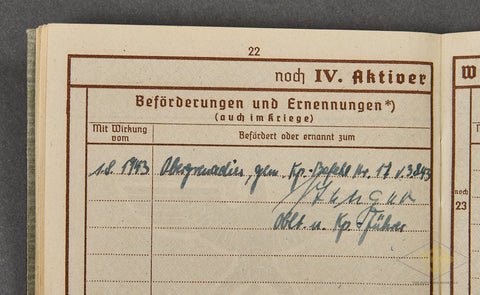 22
noch IV. Aktiver
W
Beförderungen und Ernennungen*)
(auch im Kriege)
Mit Wirkung vom
Befördert oder ernannt zum
1.8.1943 Obergrenadier, gem. Kp.-Befehl Nr. 17 v. 3.8.43
Oblt. u. Kp.-Führer
noch
23